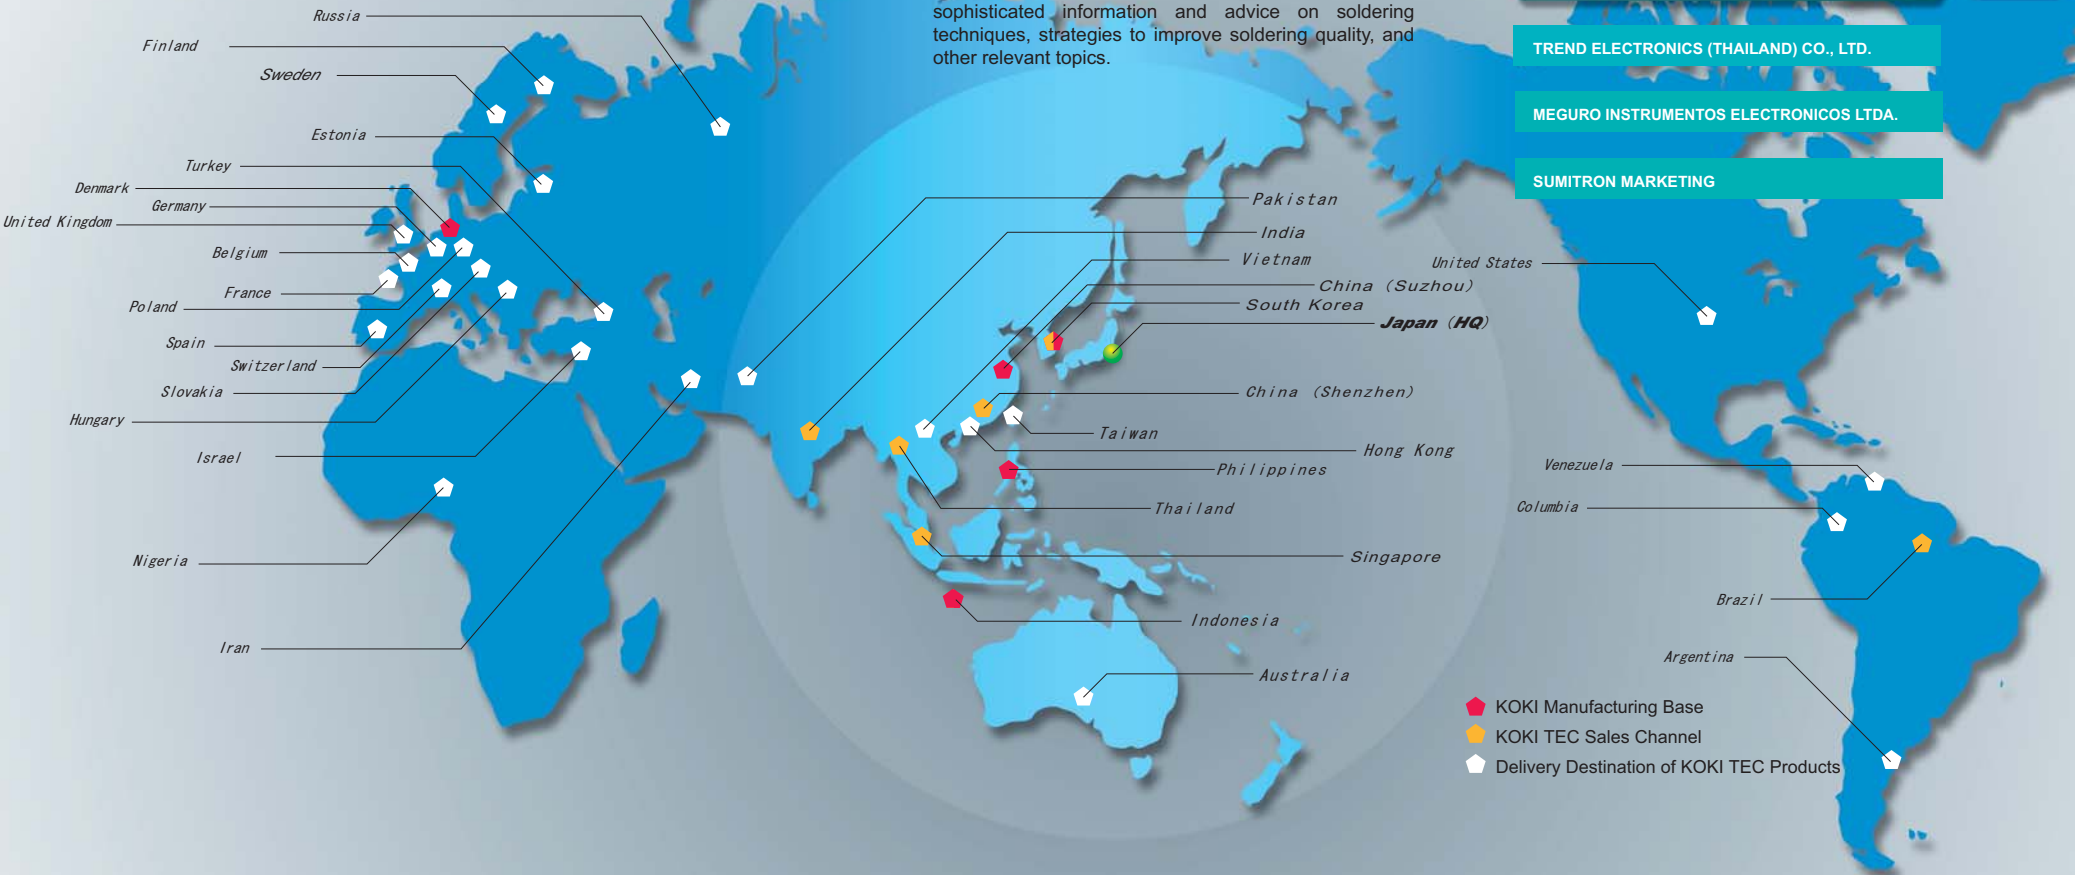 sophisticated information and advice on soldering
techniques, strategies to improve soldering quality, and
other relevant topics.
TREND ELECTRONICS (THAILAND) CO., LTD.
MEGURO INSTRUMENTOS ELECTRONICOS LTDA.
SUMITRON MARKETING
Russia
Finland
Sweden
Estonia
Turkey
Denmark
Germany
United Kingdom
Belgium
France
Poland
Spain
Switzerland
Slovakia
Hungary
Israel
Nigeria
Iran
Pakistan
India
Vietnam
China (Suzhou)
South Korea
Japan (HQ)
China (Shenzhen)
Taiwan
Hong Kong
Philippines
Thailand
Singapore
Indonesia
Australia
United States
Venezuela
Columbia
Brazil
Argentina
KOKI Manufacturing Base
KOKI TEC Sales Channel
Delivery Destination of KOKI TEC Products